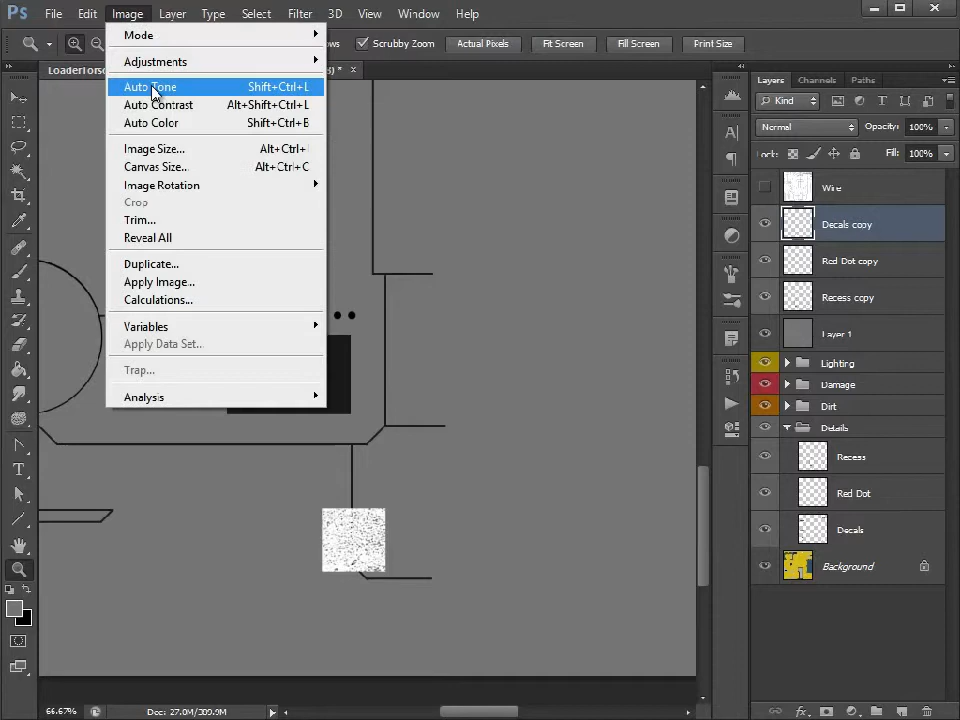 Ps File Edit Image Layer Type Select Filter 3D View Window Help
Scrubby Zoom Actual Pixels Fit Screen Fill Screen Print Size
Mode
Adjustments
Auto Tone Shift+Ctrl+L
Auto Contrast Alt+Shift+Ctrl+L
Auto Color Shift+Ctrl+B
Image Size... Alt+Ctrl+I
Canvas Size... Alt+Ctrl+C
Image Rotation
Crop
Trim...
Reveal All
Duplicate...
Apply Image...
Calculations...
Variables
Apply Data Set...
Trap...
Analysis
Layers Channels Paths
Kind
Normal Opacity: 100%
Locks: Fill: 100%
Wire
Decals copy
Red Dot copy
Recess copy
Layer 1
Lighting
Damage
Dirt
Details
Recess
Red Dot
Decals
Background
66.67% Doc: 27.0M/309.9M